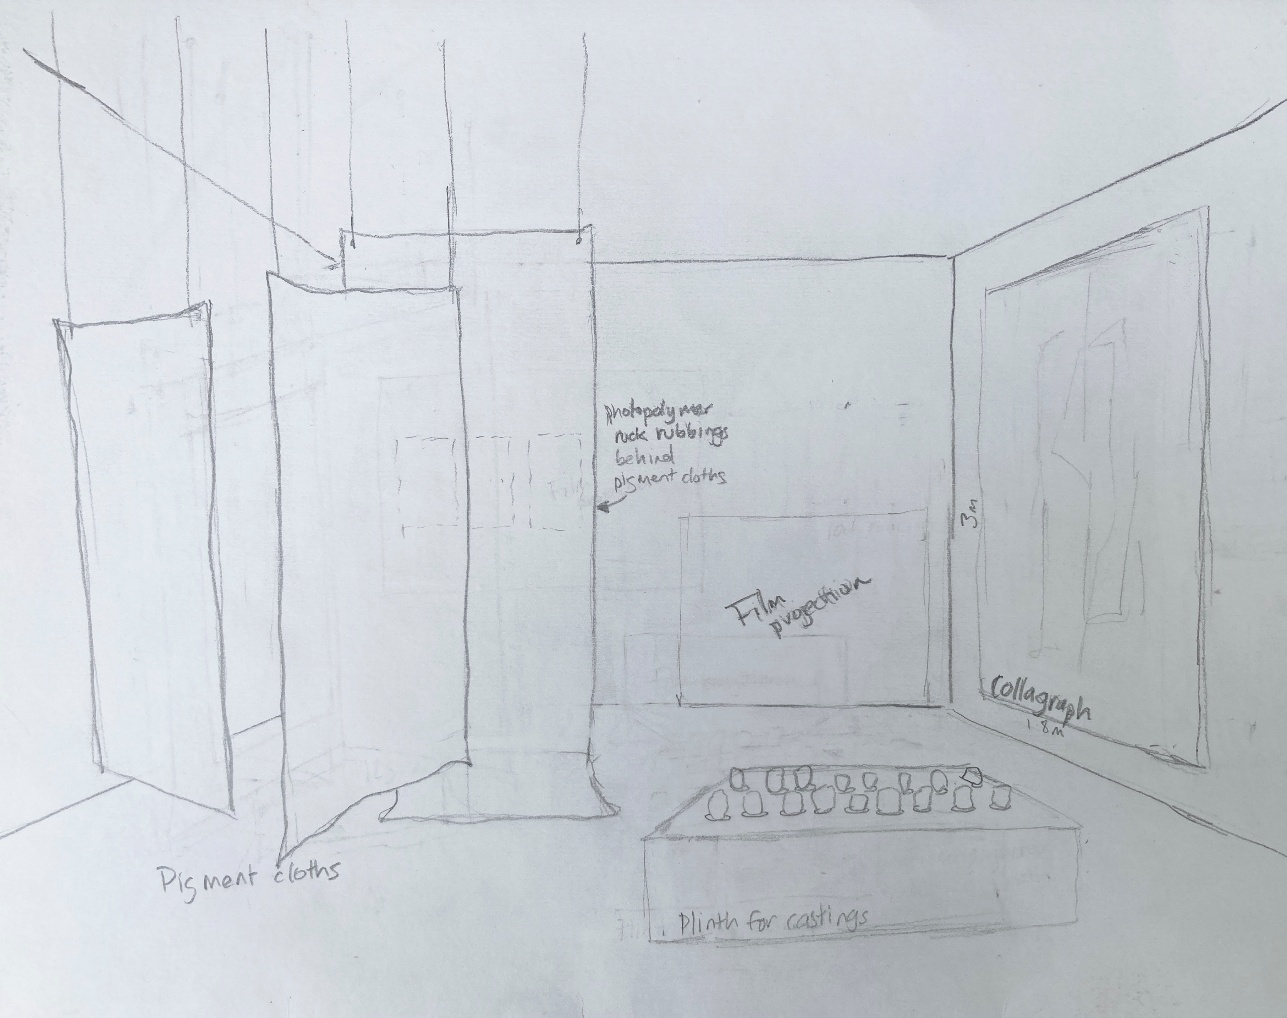 photopolymer
rock rubbings
behind
pigment cloths
3m
Film
projection
Collagraph
1.8m
Pigment cloths
Plinth for castings